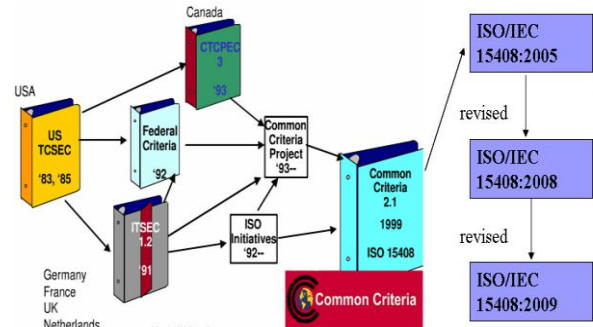 Canada
CTCPEC
3
'93
USA
US
TCSEC
'83, '85
Federal
Criteria
'92
Common
Criteria
Project
'93--
ITSEC
1.2
'91
ISO
Initiatives
'92--
Common
Criteria
2.1
1999
ISO 15408
Germany
France
UK
Netherlands
Common Criteria
ISO/IEC
15408:2005
revised
ISO/IEC
15408:2008
revised
ISO/IEC
15408:2009